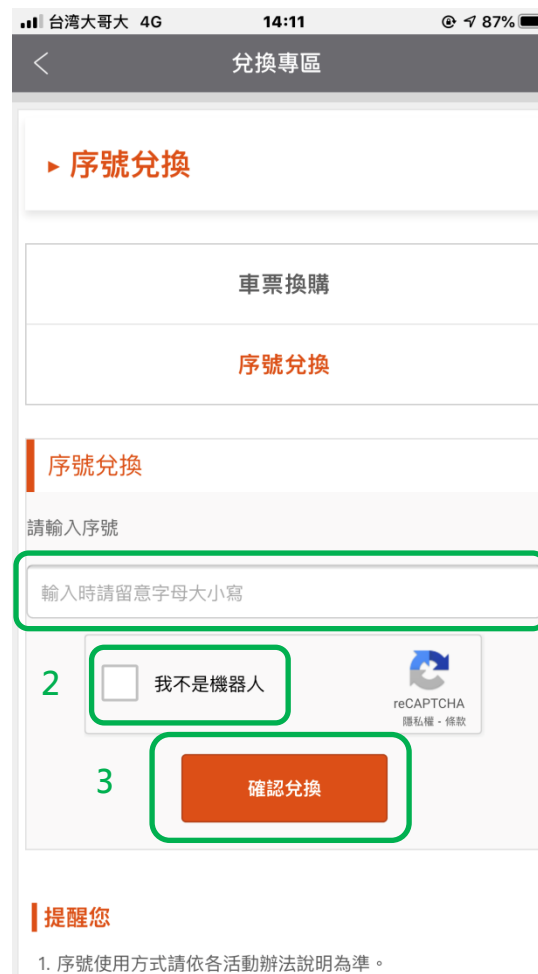 台湾大哥大 4G 14:11 87%
兌換專區
▸ 序號兌換
車票換購
序號兌換
序號兌換
請輸入序號
輸入時請留意字母大小寫
2
我不是機器人
reCAPTCHA
隱私權 - 條款
3
確認兌換
提醒您
1. 序號使用方式請依各活動辦法說明為準。